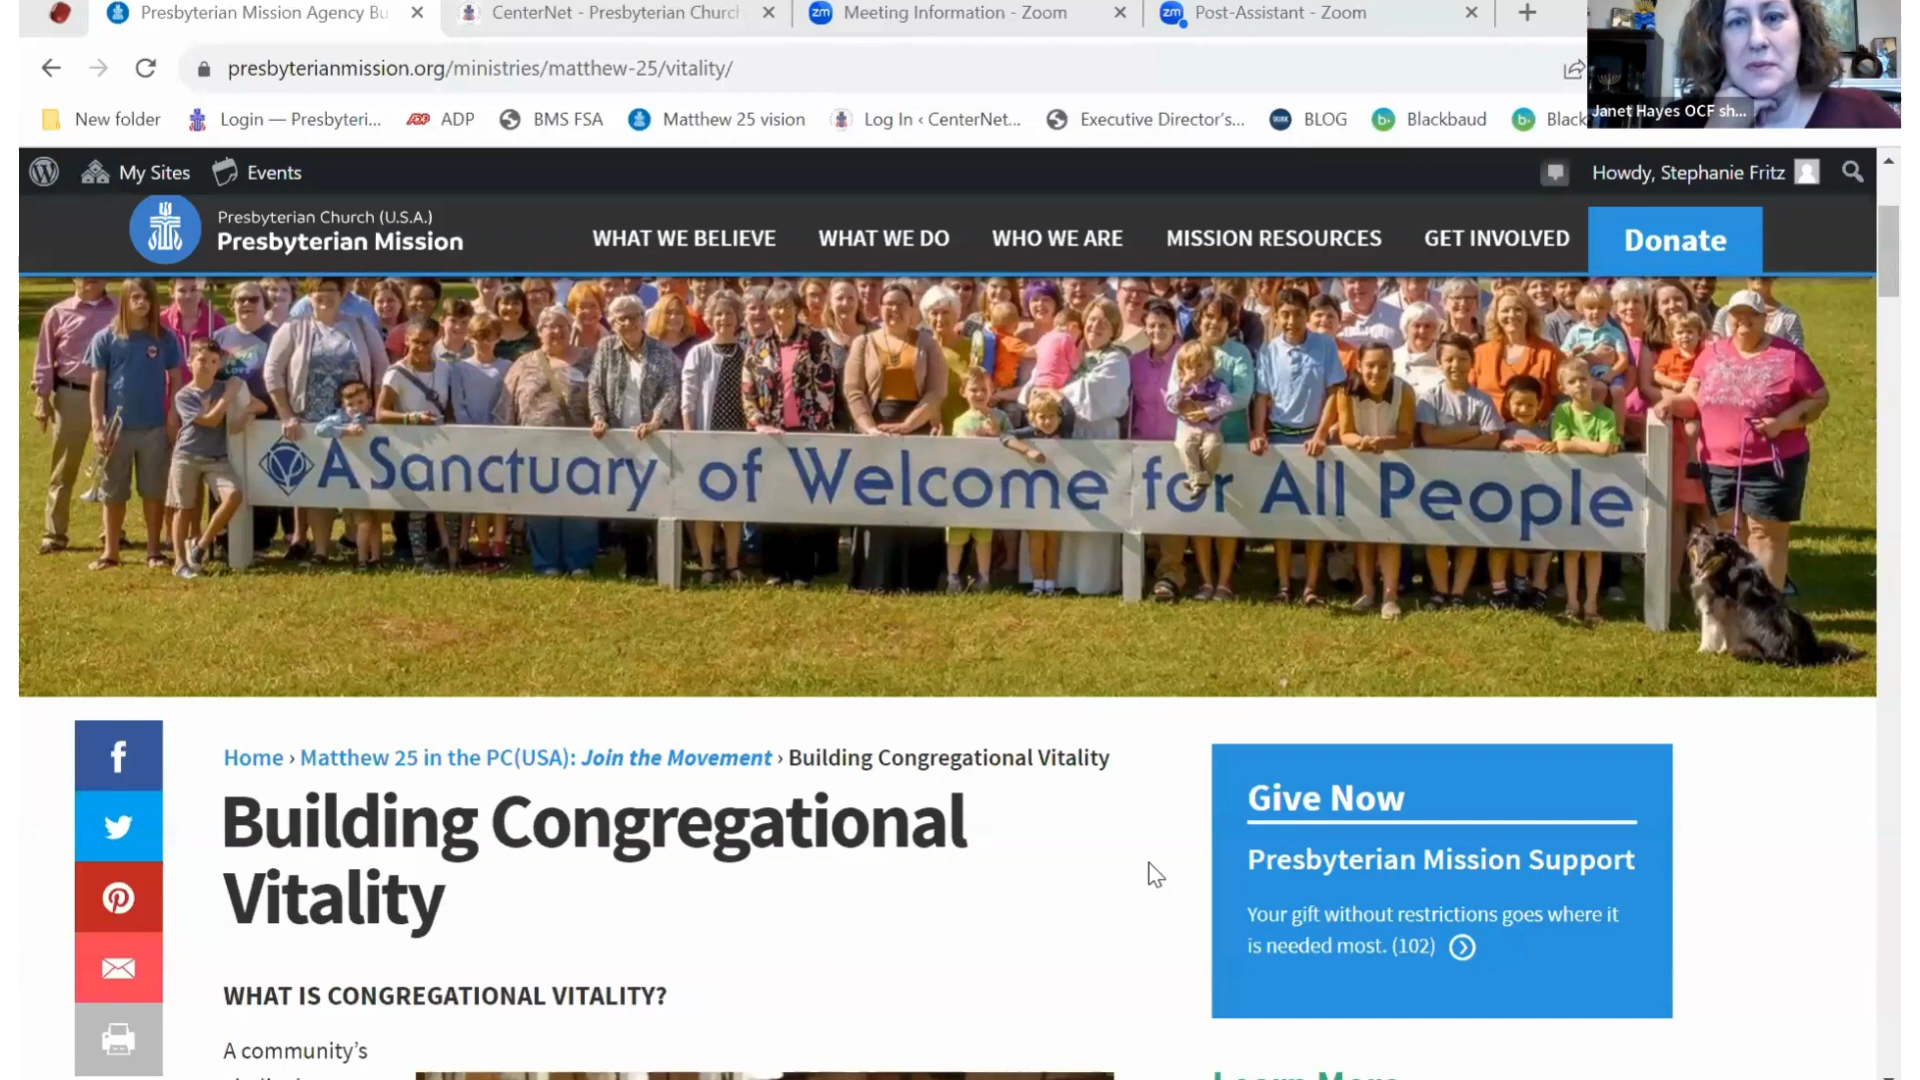 Presbyterian Mission Agency Bu
CenterNet - Presbyterian Church
zm Meeting Information - Zoom
zm Post-Assistant - Zoom
presbyterianmission.org/ministries/matthew-25/vitality/
New folder
Login — Presbyteri...
ADP ADP
BMS FSA
Matthew 25 vision
Log In ‹ CenterNet...
Executive Director's...
BLOG
b. Blackbaud
b. Black
Janet Hayes OCF sh...
My Sites
Events
Howdy, Stephanie Fritz
Presbyterian Church (U.S.A.)
Presbyterian Mission
WHAT WE BELIEVE
WHAT WE DO
WHO WE ARE
MISSION RESOURCES
GET INVOLVED
Donate
A Sanctuary of Welcome for All People
Home › Matthew 25 in the PC(USA): Join the Movement › Building Congregational Vitality
Building Congregational
Vitality
WHAT IS CONGREGATIONAL VITALITY?
A community's
Give Now
Presbyterian Mission Support
Your gift without restrictions goes where it
is needed most. (102)
Learn More